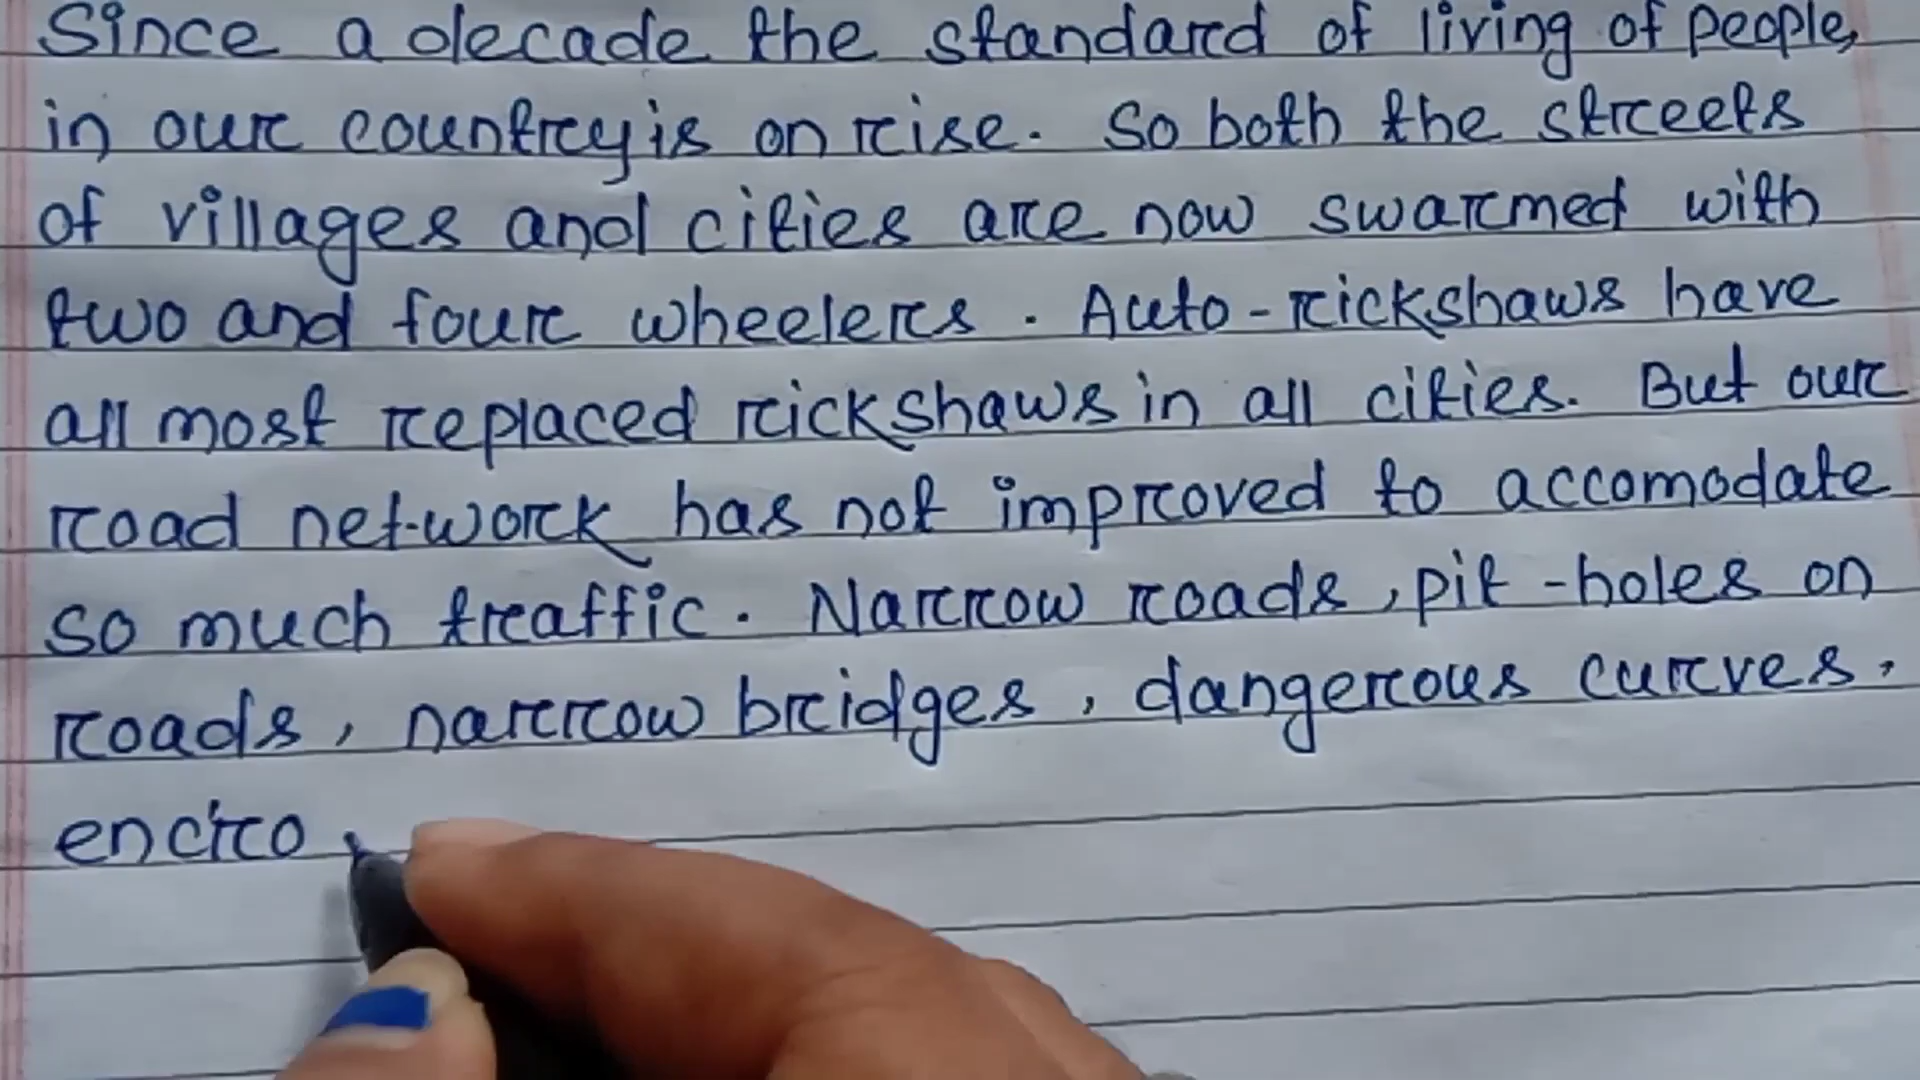 Since a decade the standard of living of people,
in our country is on rise. So both the streets
of villages and cities are now swarmed with
two and four wheelers. Auto-rickshaws have
all most replaced rickshaws in all cities. But our
road net-work has not improved to accomodate
so much traffic. Narrow roads, pit-holes on
roads, narrow bridges, dangerous curves,
encro